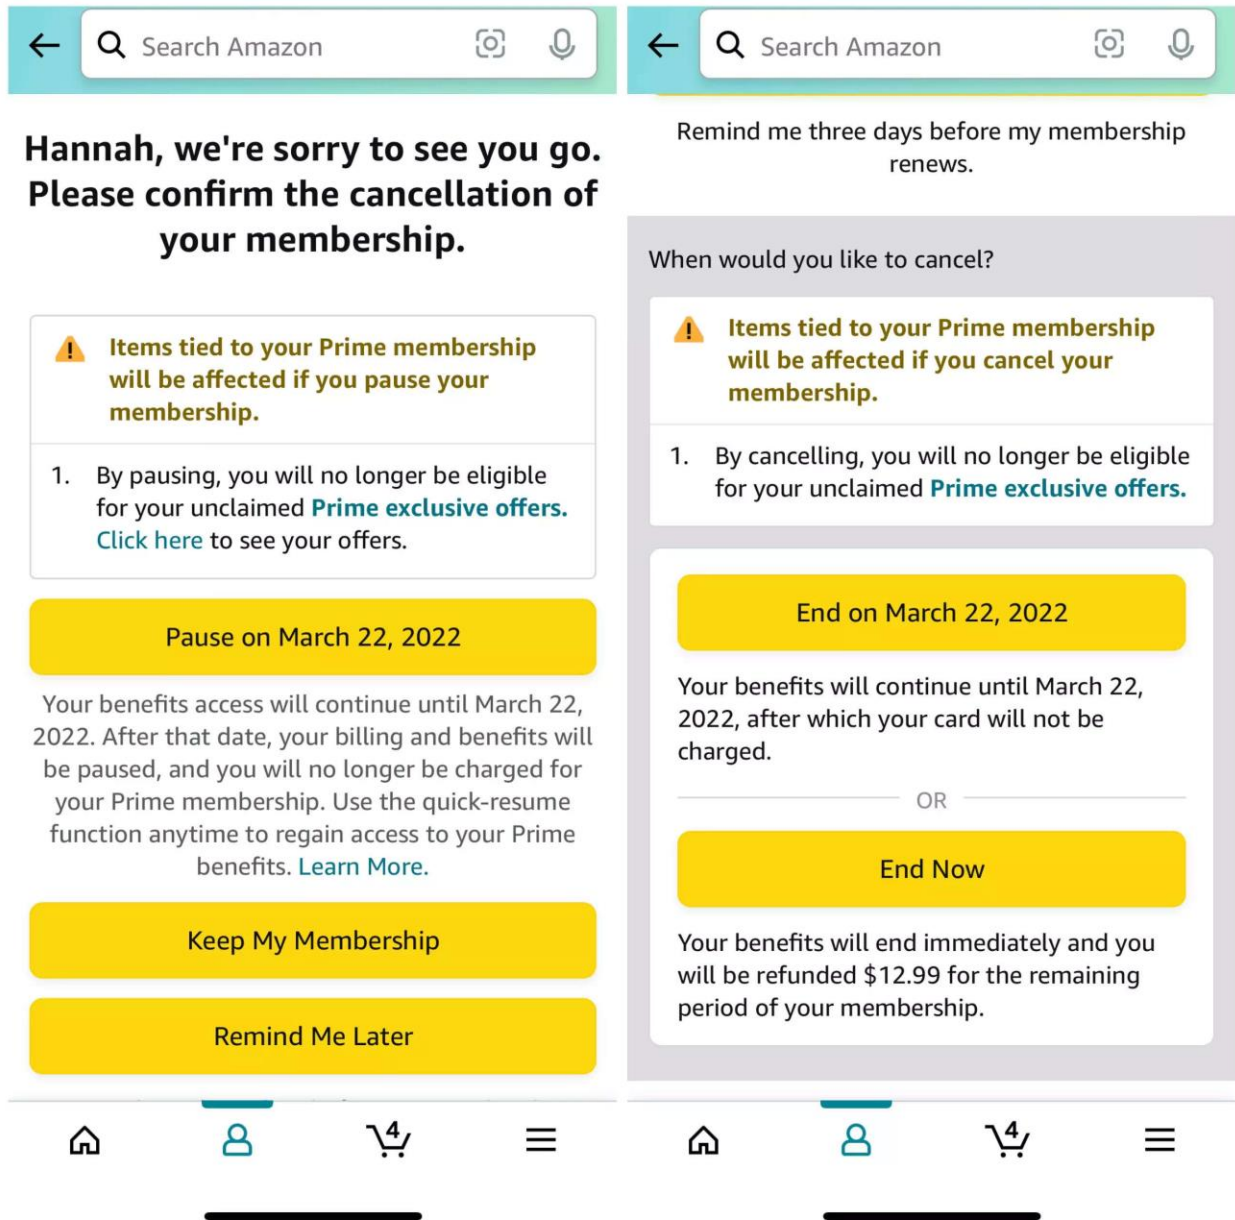 Search Amazon
Hannah, we're sorry to see you go.
Please confirm the cancellation of
your membership.
Items tied to your Prime membership
will be affected if you pause your
membership.
1. By pausing, you will no longer be eligible
for your unclaimed Prime exclusive offers.
Click here to see your offers.
Pause on March 22, 2022
Your benefits access will continue until March 22,
2022. After that date, your billing and benefits will
be paused, and you will no longer be charged for
your Prime membership. Use the quick-resume
function anytime to regain access to your Prime
benefits. Learn More.
Keep My Membership
Remind Me Later
4
Search Amazon
Remind me three days before my membership
renews.
When would you like to cancel?
Items tied to your Prime membership
will be affected if you cancel your
membership.
1. By cancelling, you will no longer be eligible
for your unclaimed Prime exclusive offers.
End on March 22, 2022
Your benefits will continue until March 22,
2022, after which your card will not be
charged.
OR
End Now
Your benefits will end immediately and you
will be refunded $12.99 for the remaining
period of your membership.
4